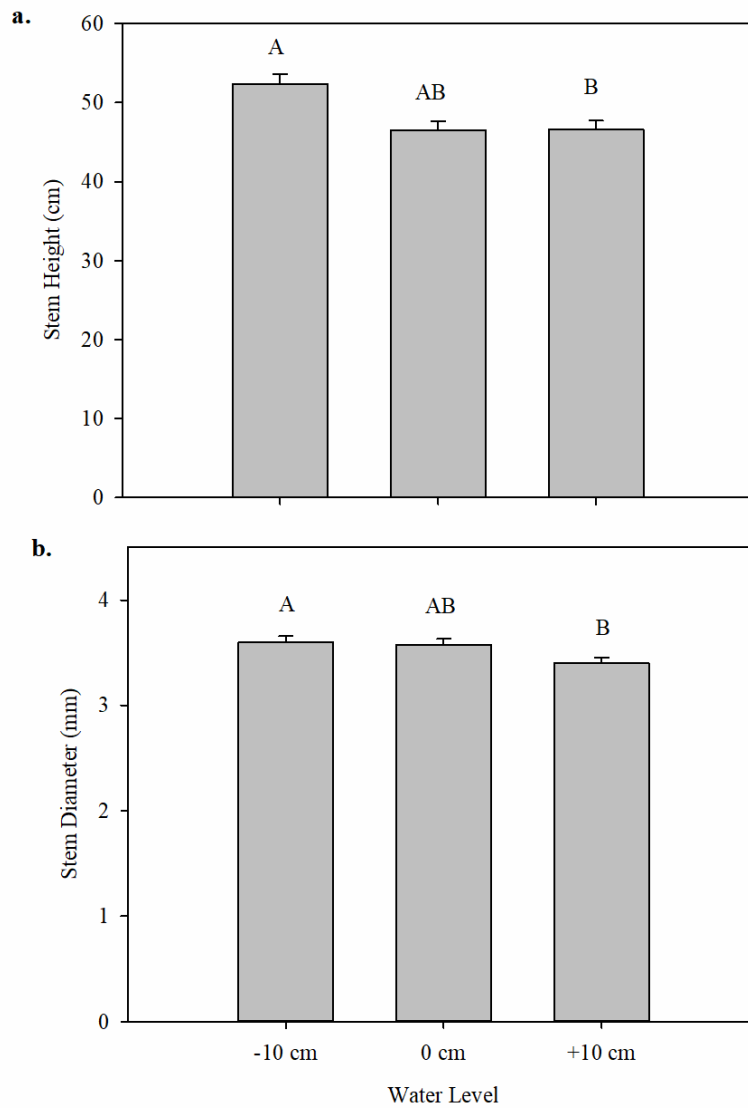 a.
60
50
40
30
20
10
0
Stem Height (cm)
A
AB
B
b.
4
3
2
1
0
Stem Diameter (mm)
A
AB
B
-10 cm
0 cm
+10 cm
Water Level